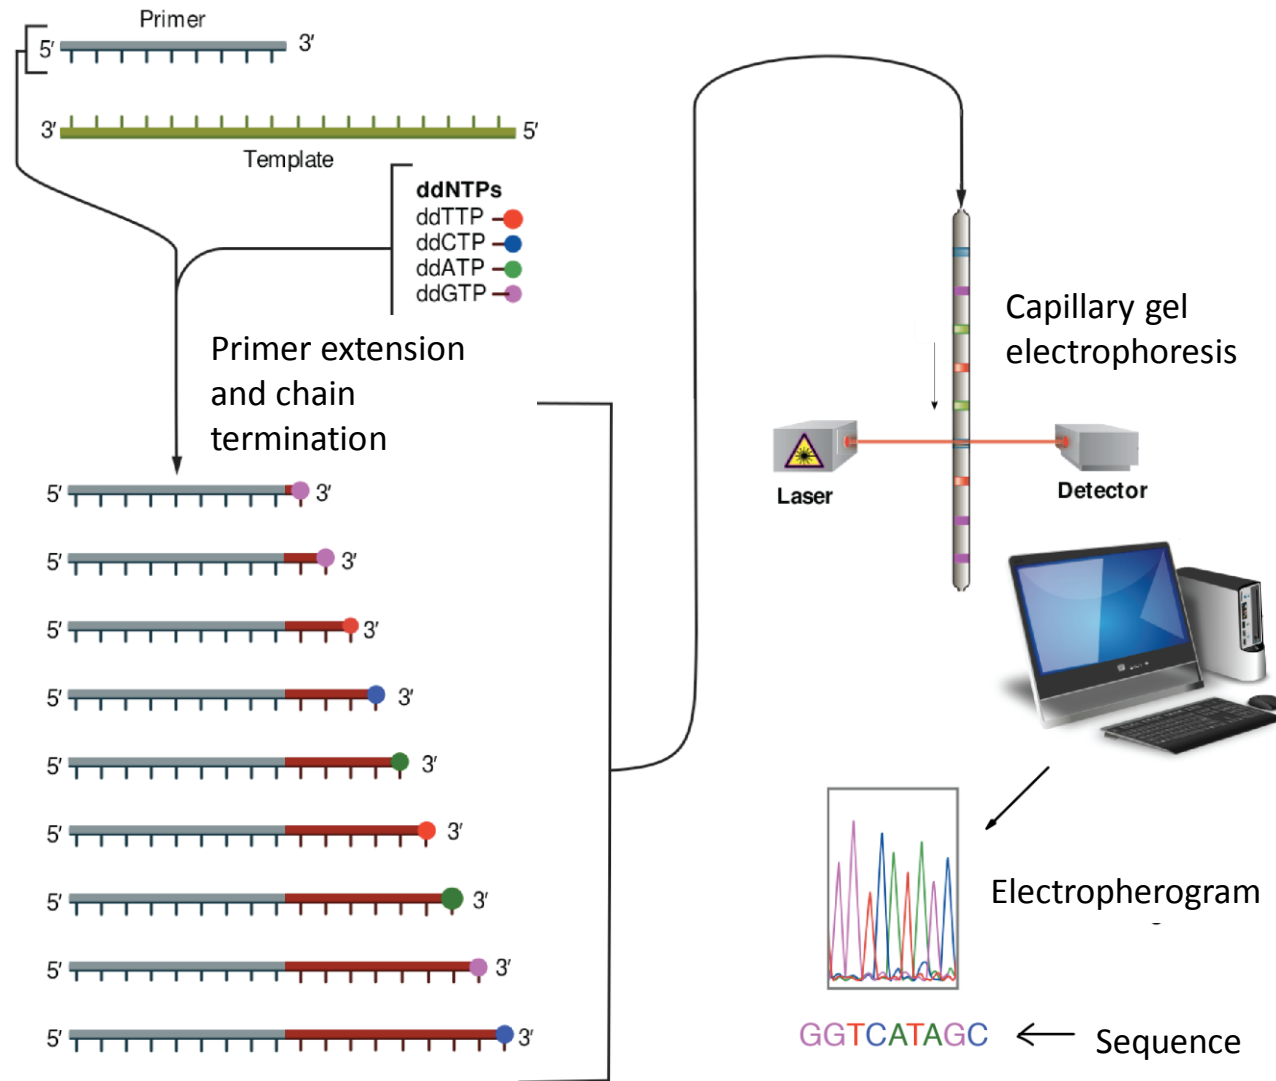 Primer
5′ 3′
3′ 5′
Template
ddNTPs
ddTTP
ddCTP
ddATP
ddGTP
Primer extension
and chain
termination
5′ 3′
5′ 3′
5′ 3′
5′ 3′
5′ 3′
5′ 3′
5′ 3′
5′ 3′
5′ 3′
Capillary gel
electrophoresis
Laser
Detector
Electropherogram
GGTCATAGC
Sequence